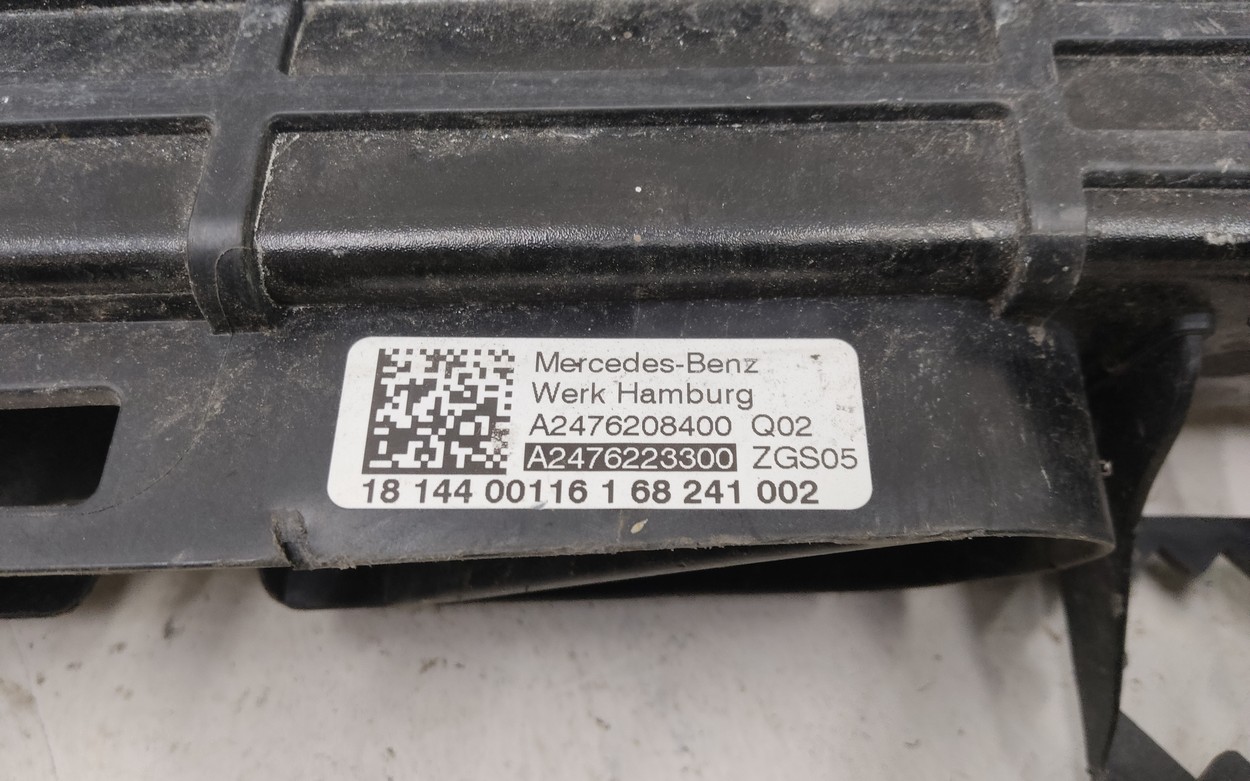 Mercedes-Benz
Werk Hamburg
A2476208400 Q02
A2476223300 ZGS05
18 144 00116 1 68 241 002